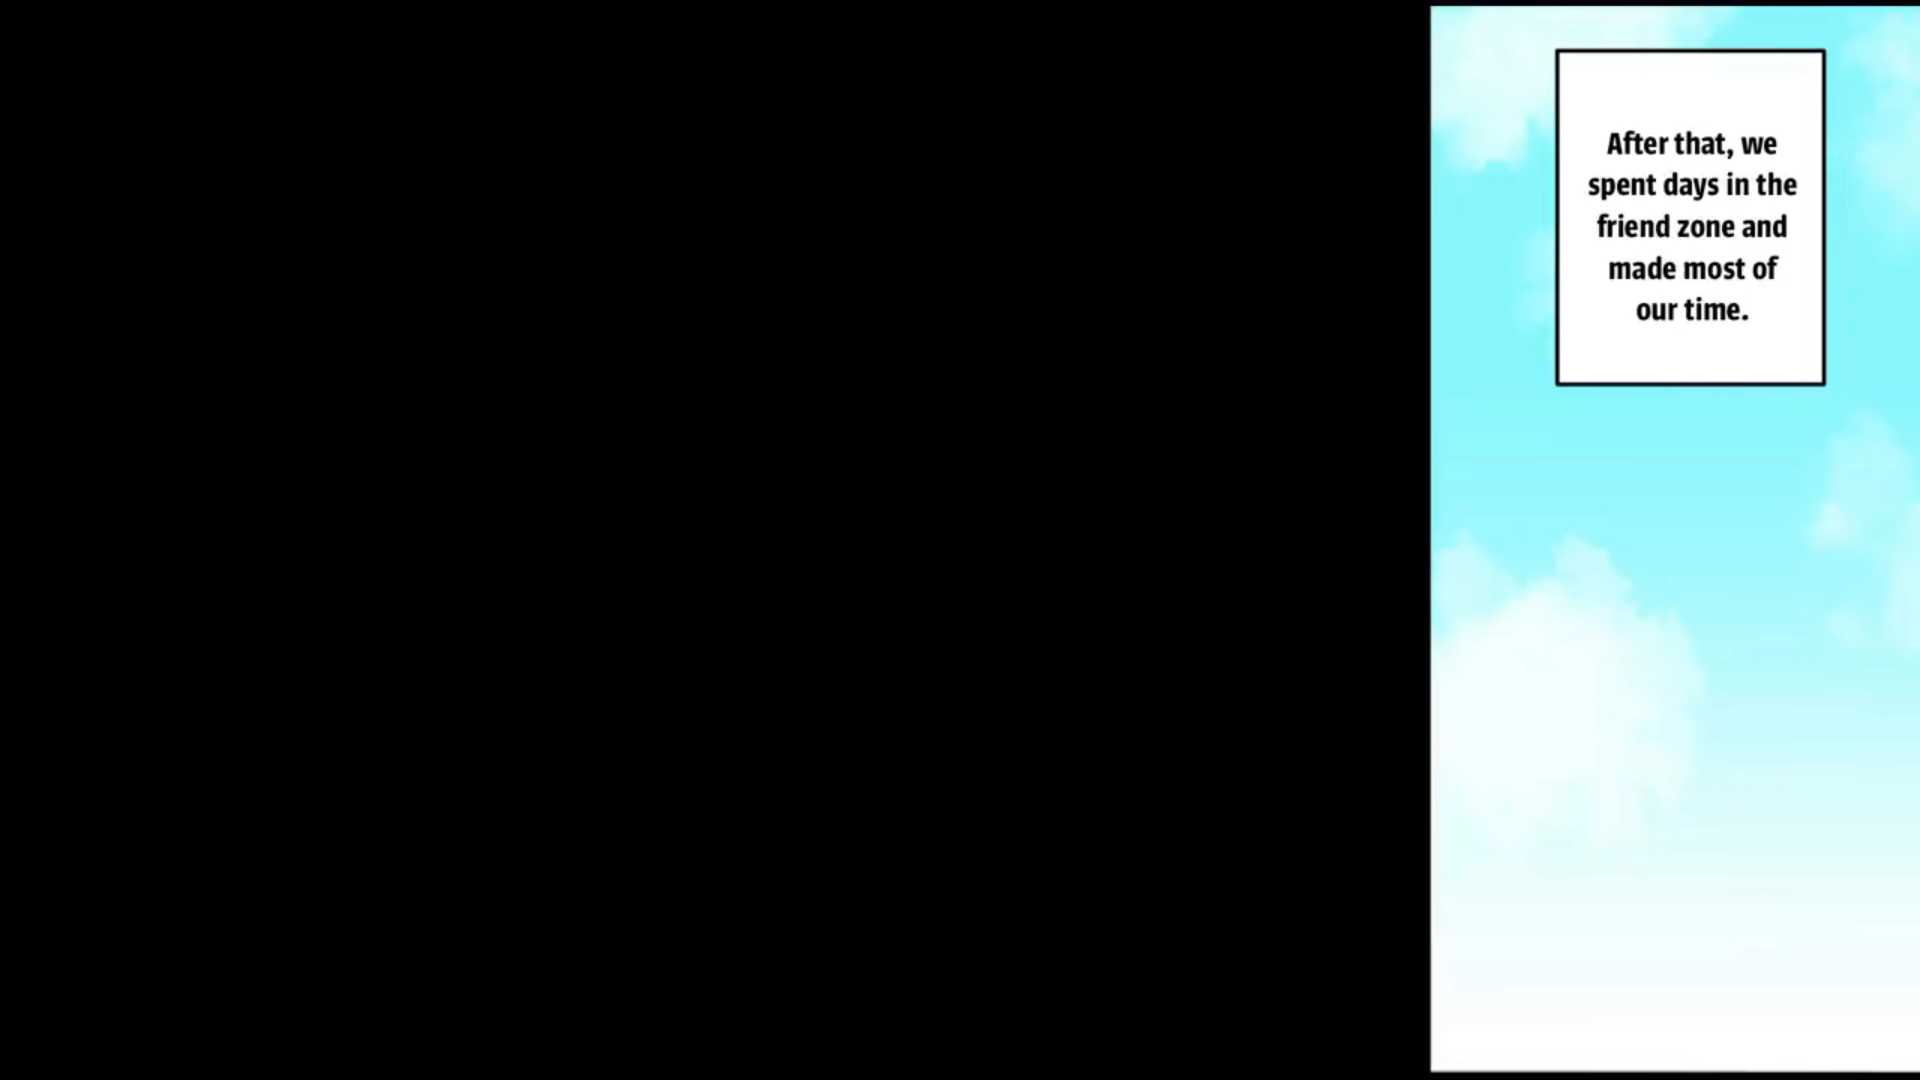 After that, we
spent days in the
friend zone and
made most of
our time.